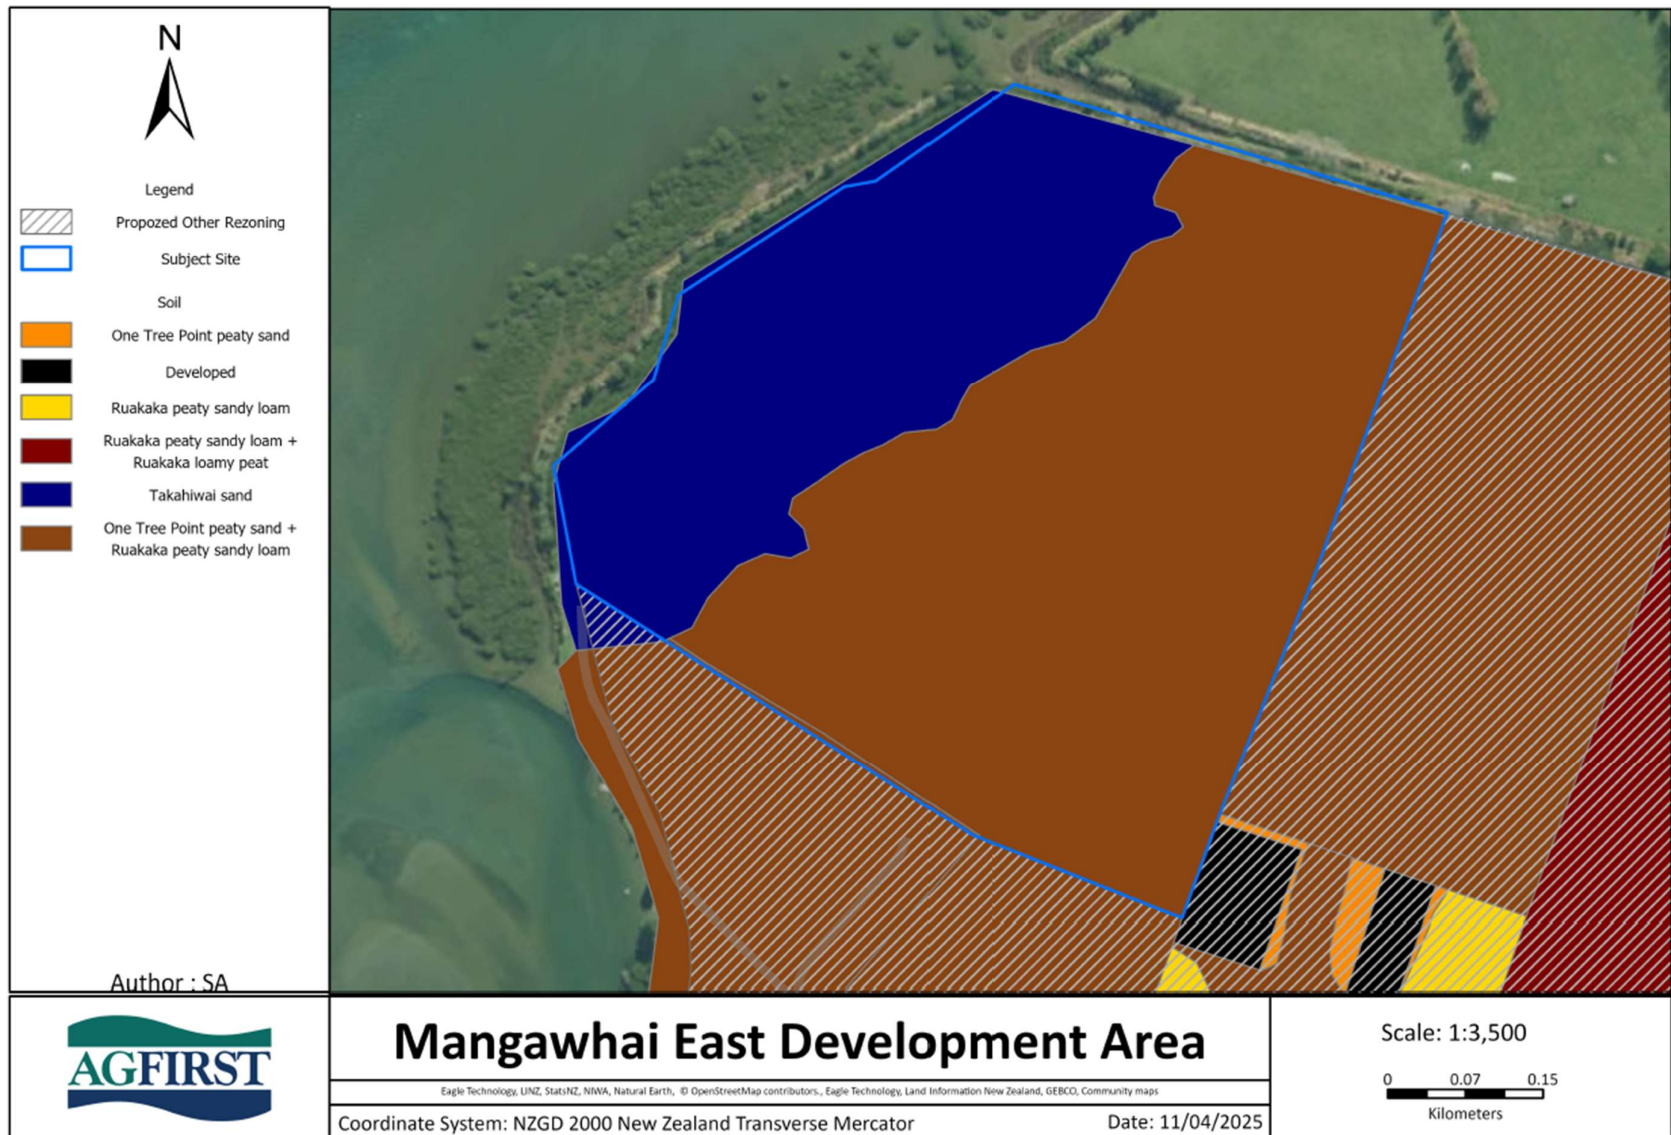 N
Legend
Propozed Other Rezoning
Subject Site
Soil
One Tree Point peaty sand
Developed
Ruakaka peaty sandy loam
Ruakaka peaty sandy loam +
Ruakaka loamy peat
Takahiwai sand
One Tree Point peaty sand +
Ruakaka peaty sandy loam
Author : SA
AGFIRST
Mangawhai East Development Area
Eagle Technology, LINZ, StatsNZ, NIWA, Natural Earth, © OpenStreetMap contributors., Eagle Technology, Land Information New Zealand, GEBCO, Community maps
Coordinate System: NZGD 2000 New Zealand Transverse Mercator
Date: 11/04/2025
Scale: 1:3,500
0 0.07 0.15
Kilometers